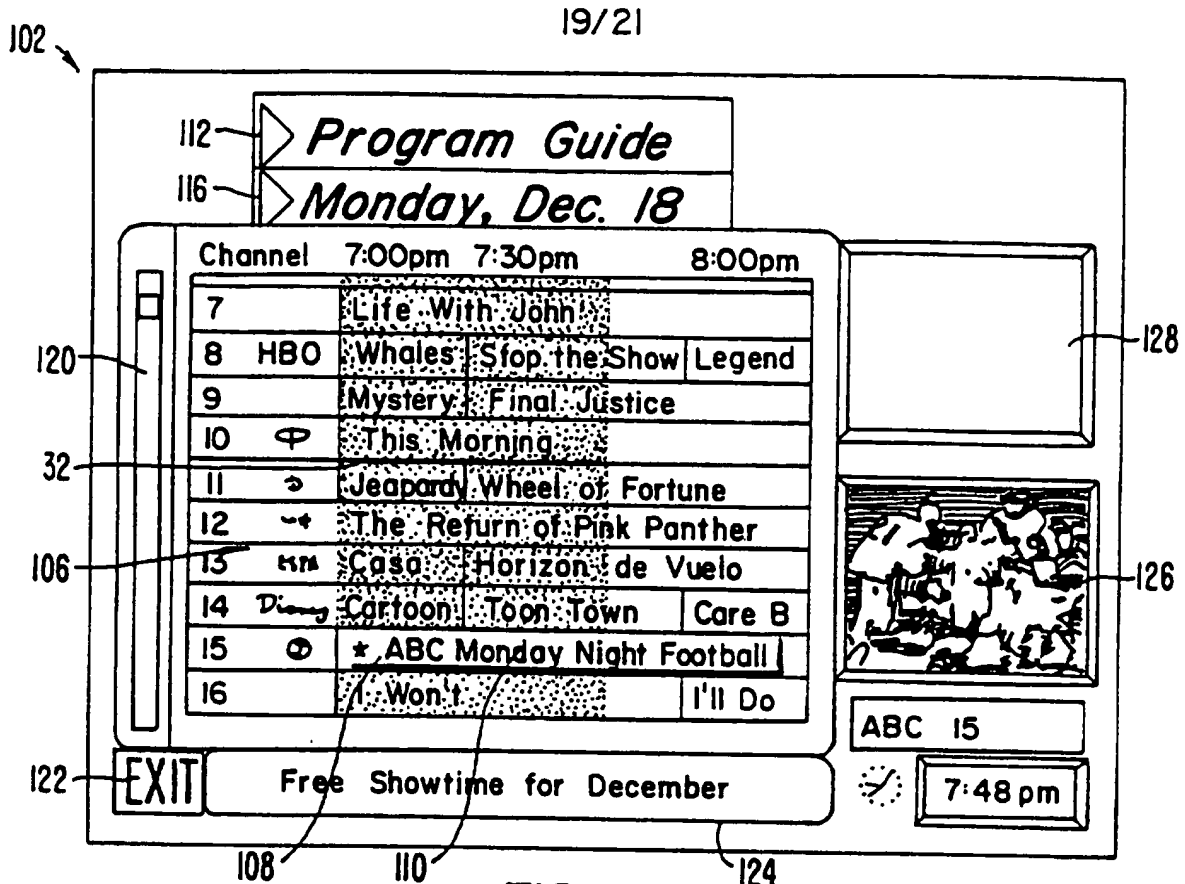 19/21
102
112 Program Guide
116 Monday, Dec. 18
Channel 7:00pm 7:30pm 8:00pm
7 Life With John
8 HBO Whales Stop the Show Legend
128
120
9 Mystery Final Justice
10 This Morning
32
11 Jeapardy Wheel of Fortune
12 The Return of Pink Panther
106
13 Casa Horizon de Vuelo
126
14 Disney Cartoon Toon Town Care B
15 * ABC Monday Night Football
16 I Won't I'll Do
ABC 15
122 EXIT Free Showtime for December 7:48 pm
108 110 124